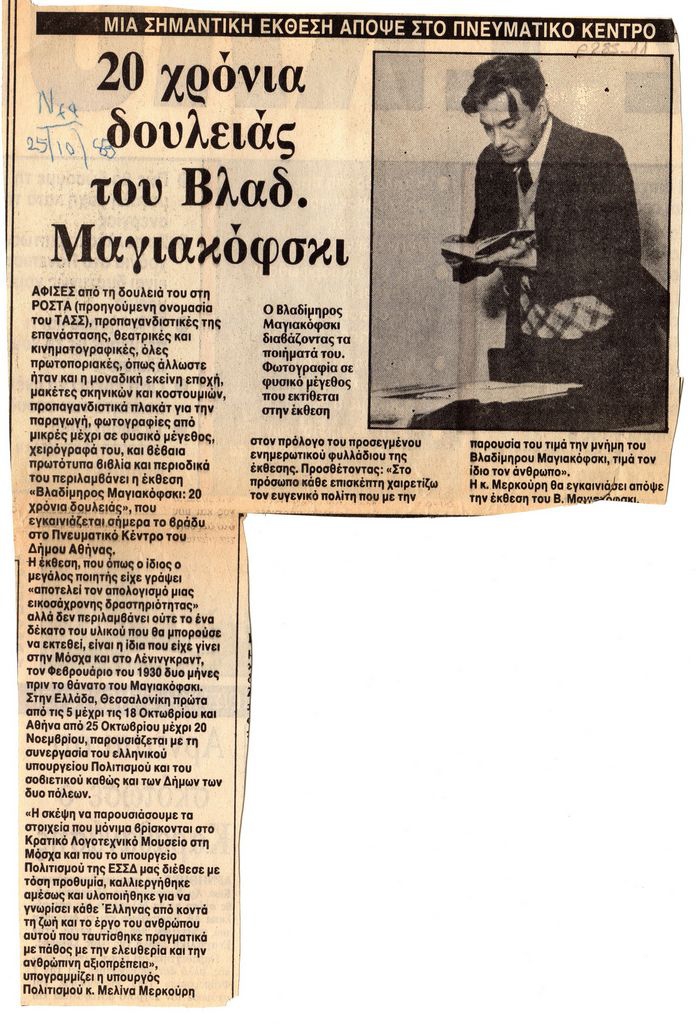 ΜΙΑ ΣΗΜΑΝΤΙΚΗ ΕΚΘΕΣΗ ΑΠΟΨΕ ΣΤΟ ΠΝΕΥΜΑΤΙΚΟ ΚΕΝΤΡΟ
20 χρόνια
δουλειάς
του Βλαδ.
Μαγιακόφσκι
25/10/85
ΑΦΙΣΕΣ από τη δουλειά του στη
ΡΟΣΤΑ (προηγούμενη ονομασία
του ΤΑΣΣ), προπαγανδιστικές της
επανάστασης, θεατρικές και
κινηματογραφικές, όλες
πρωτοποριακές, όπως άλλωστε
ήταν και η μοναδική εκείνη εποχή,
μακέτες σκηνικών και κοστουμιών,
προπαγανδιστικά πλακάτ για την
παραγωγή, φωτογραφίες από
μικρές μέχρι σε φυσικό μέγεθος,
χειρόγραφά του, και βέβαια
πρωτότυπα βιβλία και περιοδικά
του περιλαμβάνει η έκθεση
«Βλαδίμηρος Μαγιακόφσκι: 20
χρόνια δουλειάς», που
εγκαινιάζεται σήμερα το βράδυ
στο Πνευματικό Κέντρο του
Δήμου Αθήνας.
Η έκθεση, που όπως ο ίδιος ο
μεγάλος ποιητής είχε γράψει
«αποτελεί τον απολογισμό μιας
εικοσάχρονης δραστηριότητας»
αλλά δεν περιλαμβάνει ούτε το ένα
δέκατο του υλικού που θα μπορούσε
να εκτεθεί, είναι η ίδια που είχε γίνει
στην Μόσχα και στο Λένινγκραντ,
τον Φεβρουάριο του 1930 δυο μήνες
πριν το θάνατο του Μαγιακόφσκι.
Στην Ελλάδα, Θεσσαλονίκη πρώτα
από τις 5 μέχρι τις 18 Οκτωβρίου και
Αθήνα από 25 Οκτωβρίου μέχρι 20
Νοεμβρίου, παρουσιάζεται με τη
συνεργασία του ελληνικού
υπουργείου Πολιτισμού και του
σοβιετικού καθώς και των Δήμων των
δυο πόλεων.
«Η σκέψη να παρουσιάσουμε τα
στοιχεία που μόνιμα βρίσκονται στο
Κρατικό Λογοτεχνικό Μουσείο στη
Μόσχα και που το υπουργείο
Πολιτισμού της ΕΣΣΔ μας διέθεσε με
τόση προθυμία, καλλιεργήθηκε
αμέσως και υλοποιήθηκε για να
γνωρίσει κάθε Έλληνας από κοντά
τη ζωή και το έργο του ανθρώπου
αυτού που ταυτίσθηκε πραγματικά
με πάθος με την ελευθερία και την
ανθρώπινη αξιοπρέπεια»,
υπογραμμίζει η υπουργός
Πολιτισμού κ. Μελίνα Μερκούρη
Ο Βλαδίμηρος
Μαγιακόφσκι
διαβάζοντας τα
ποιήματά του.
Φωτογραφία σε
φυσικό μέγεθος
που εκτίθεται
στην έκθεση
στον πρόλογο του προσεγμένου
ενημερωτικού φυλλάδιου της
έκθεσης. Προσθέτοντας: «Στο
πρόσωπο κάθε επισκέπτη χαιρετίζω
τον ευγενικό πολίτη που με την
παρουσία του τιμά την μνήμη του
Βλαδίμηρου Μαγιακόφσκι, τιμά τον
ίδιο τον άνθρωπο».
Η κ. Μερκούρη θα εγκαινιάσει απόψε
την έκθεση του Β. Μαγιακόφσκι.